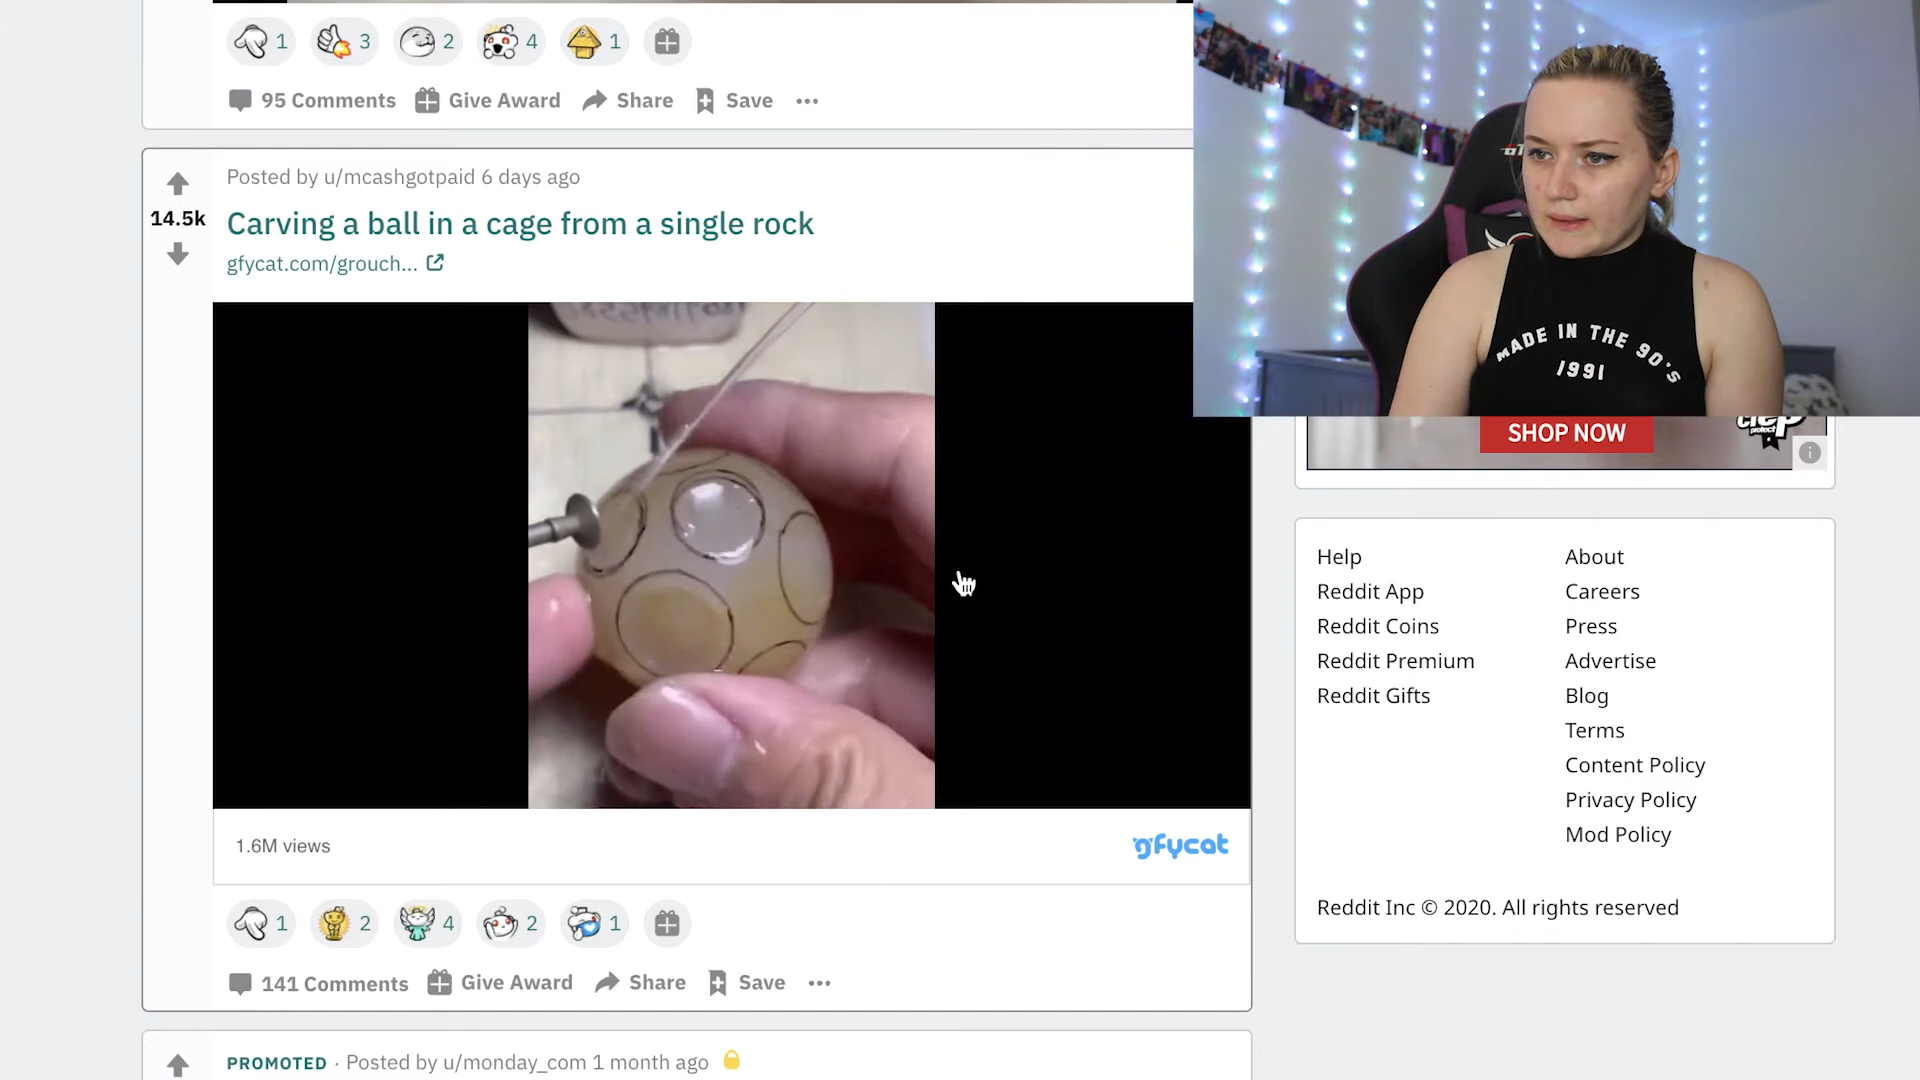 1
3
2
4
1
95 Comments
Give Award
Share
Save
Posted by u/mcashgotpaid 6 days ago
14.5k
Carving a ball in a cage from a single rock
gfycat.com/grouch...
MADE IN THE 90'S
1991
SHOP NOW
Help
About
Reddit App
Careers
Reddit Coins
Press
Reddit Premium
Advertise
Reddit Gifts
Blog
Terms
Content Policy
Privacy Policy
Mod Policy
1.6M views
gfycat
Reddit Inc © 2020. All rights reserved
1
2
4
2
1
141 Comments
Give Award
Share
Save
PROMOTED · Posted by u/monday_com 1 month ago